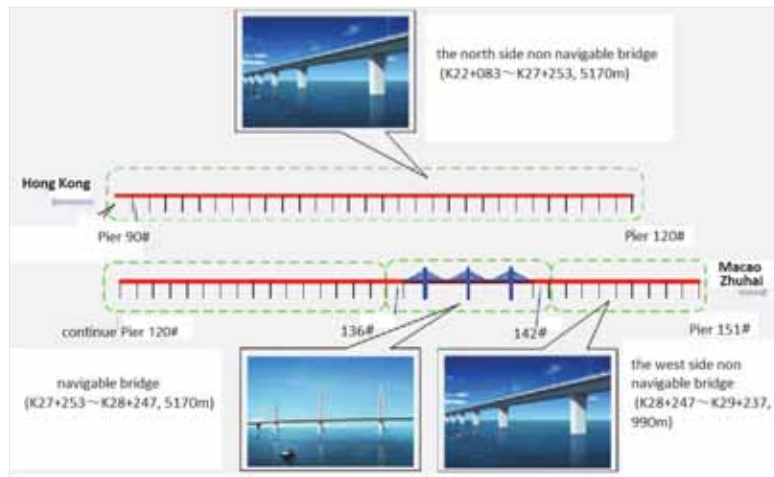 the north side non navigable bridge
(K22+083～K27+253, 5170m)
Hong Kong
Pier 90#
Pier 120#
Macao
Zhuhai
continue Pier 120#
136#
142#
Pier 151#
navigable bridge
(K27+253～K28+247, 5170m)
the west side non
navigable bridge
(K28+247～K29+237,
990m)